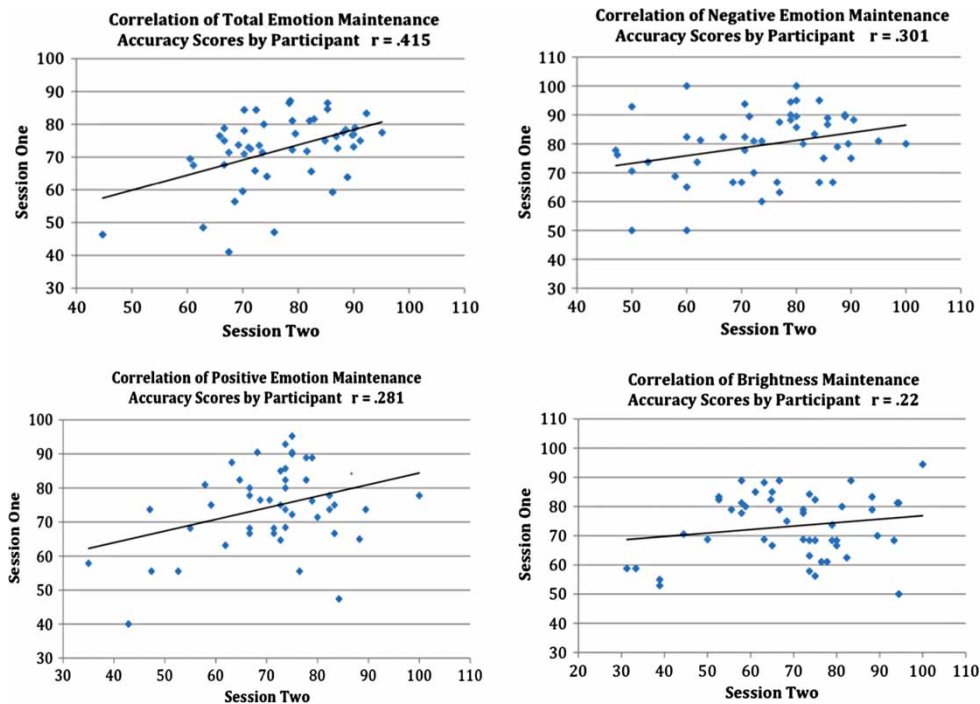 Correlation of Total Emotion Maintenance
Accuracy Scores by Participant r = .415
100
90
80
70
60
50
40
30
Session One
40 50 60 70 80 90 100 110
Session Two
Correlation of Negative Emotion Maintenance
Accuracy Scores by Participant r = .301
110
100
90
80
70
60
50
40
30
Session One
40 50 60 70 80 90 100 110
Session Two
Correlation of Positive Emotion Maintenance
Accuracy Scores by Participant r = .281
100
90
80
70
60
50
40
30
Session One
30 40 50 60 70 80 90 100 110
Session Two
Correlation of Brightness Maintenance
Accuracy Scores by Participant r = .22
110
100
90
80
70
60
50
40
30
Session One
20 30 40 50 60 70 80 90 100 110
Session Two